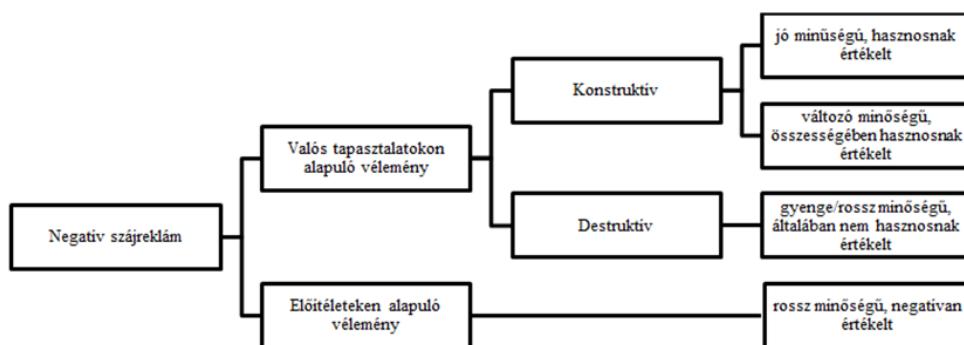 Negatív szájreklám
Valós tapasztalatokon
alapuló vélemény
Előítéleteken alapuló
vélemény
Konstruktív
Destruktív
jó minűségú, hasznosnak
értékelt
változó minőségű,
összességében hasznosnak
értékelt
gyenge/rossz minőségű,
általában nem hasznosnak
értékelt
rossz minőségű, negatívan
értékelt